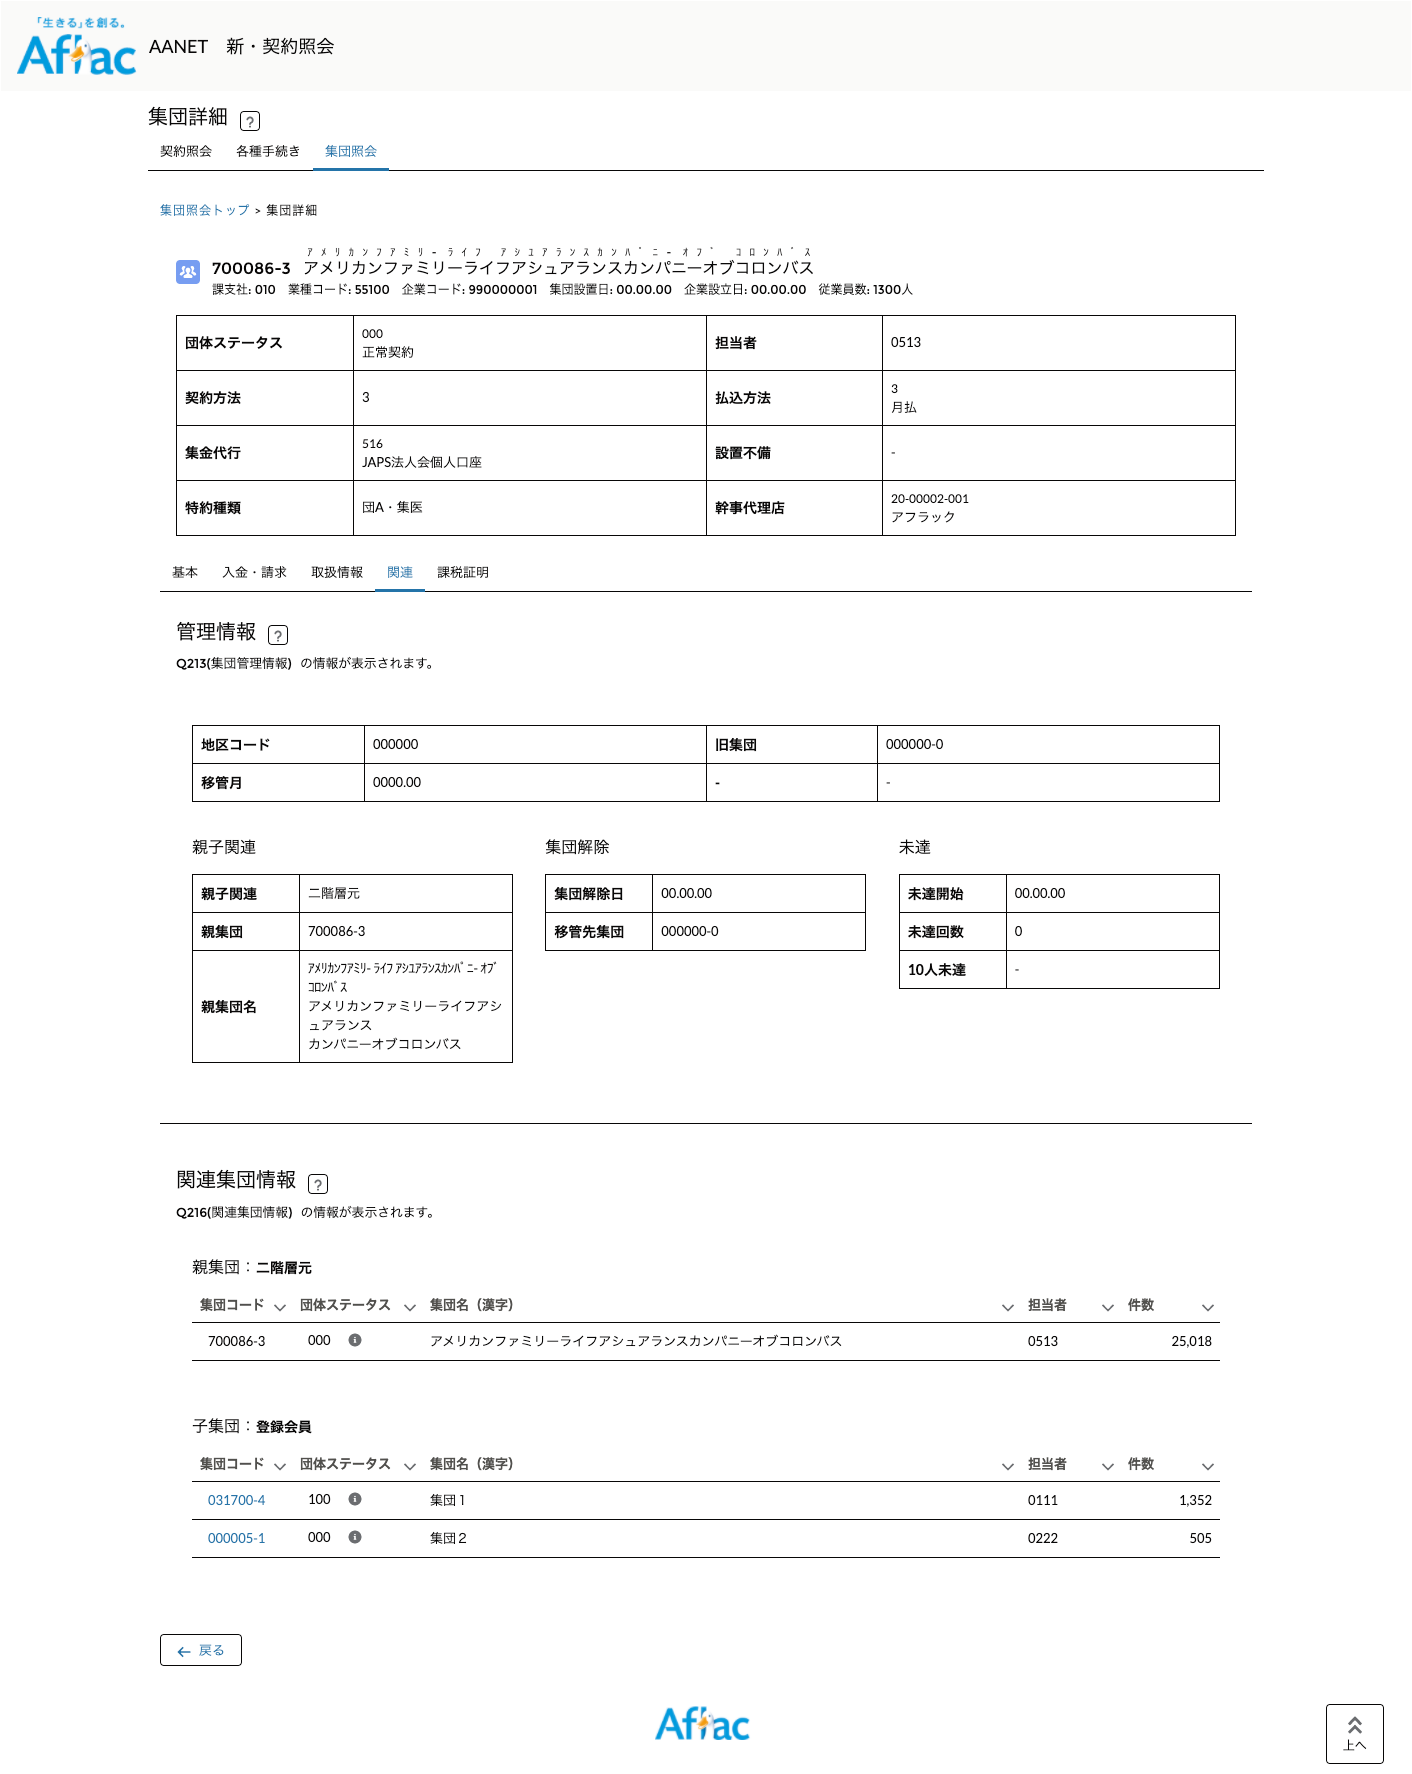 「生きる」を創る。
Aflac
AANET　新・契約照会
集団詳細 ?
契約照会 各種手続き 集団照会
集団照会トップ > 集団詳細
ｱﾒﾘｶﾝﾌｱﾐﾘ-ﾗｲﾌ ｱｼﾕｱﾗﾝｽｶﾝﾊﾟﾆ-ｵﾌﾞ ｺﾛﾝﾊﾞｽ
700086-3 アメリカンファミリーライフアシュアランスカンパニーオブコロンバス
課支社: 010 業種コード: 55100 企業コード: 990000001 集団設置日: 00.00.00 企業設立日: 00.00.00 従業員数: 1300人
団体ステータス 000 担当者 0513
正常契約
契約方法 3 払込方法 3
月払
集金代行 516 設置不備 -
JAPS法人会個人口座
特約種類 団A・集医 幹事代理店 20-00002-001
アフラック
基本 入金・請求 取扱情報 関連 課税証明
管理情報 ?
Q213(集団管理情報) の情報が表示されます。
地区コード 000000 旧集団 000000-0
移管月 0000.00 - -
親子関連
親子関連 二階層元
親集団 700086-3
親集団名 ｱﾒﾘｶﾝﾌｱﾐﾘ-ﾗｲﾌ ｱｼﾕｱﾗﾝｽｶﾝﾊﾟﾆ-ｵﾌﾞ
ｺﾛﾝﾊﾞｽ
アメリカンファミリーライフアシ
ュアランス
カンパニーオブコロンバス
集団解除
集団解除日 00.00.00
移管先集団 000000-0
未達
未達開始 00.00.00
未達回数 0
10人未達 -
関連集団情報 ?
Q216(関連集団情報) の情報が表示されます。
親集団：二階層元
集団コード 団体ステータス 集団名（漢字） 担当者 件数
700086-3 000 アメリカンファミリーライフアシュアランスカンパニーオブコロンバス 0513 25,018
子集団：登録会員
集団コード 団体ステータス 集団名（漢字） 担当者 件数
031700-4 100 集団１ 0111 1,352
000005-1 000 集団２ 0222 505
← 戻る
Aflac
上へ